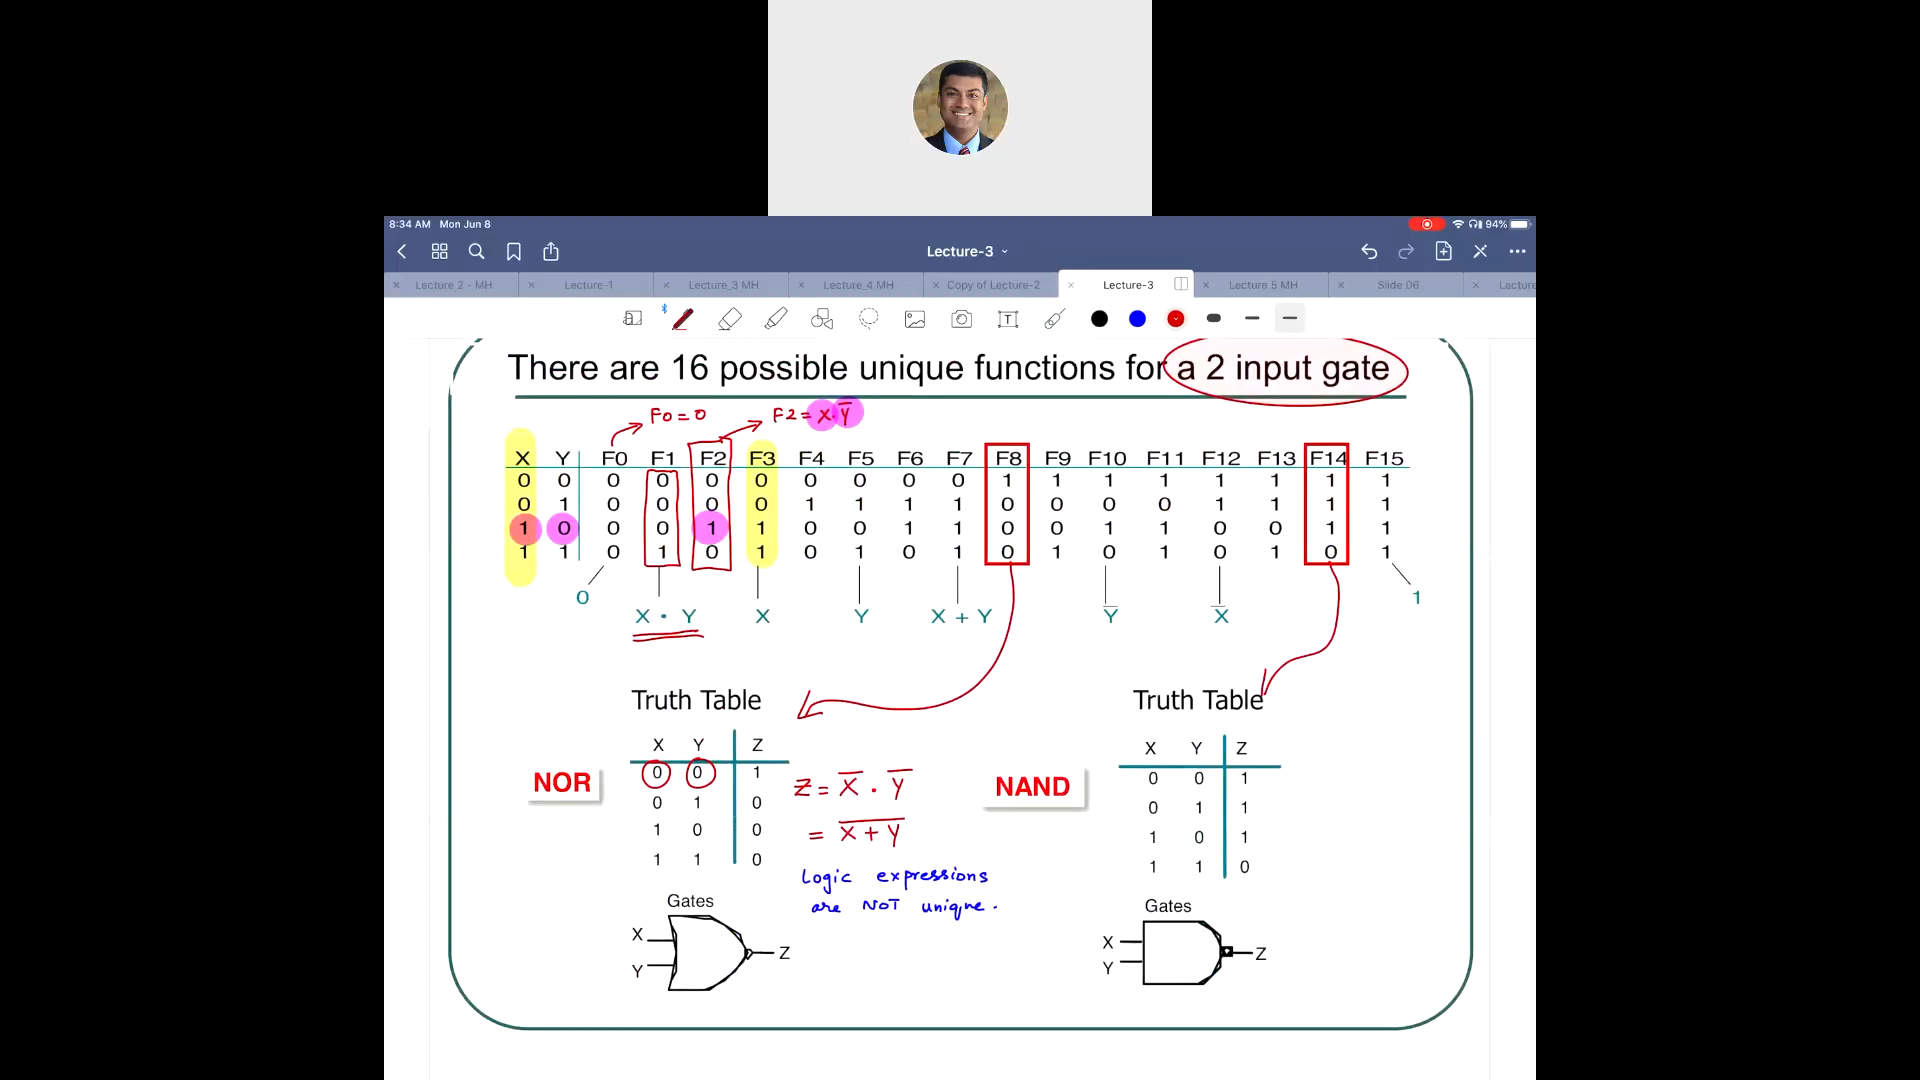 8:34 AM Mon Jun 8 94%
Lecture-3
Lecture 2 - MH Lecture-1 Lecture_3 MH Lecture_4 MH Copy of Lecture-2 Lecture-3 Lecture 5 MH Slide 06 Lecture
There are 16 possible unique functions for a 2 input gate
F0 = 0 F2 = X·Y̅
X Y F0 F1 F2 F3 F4 F5 F6 F7 F8 F9 F10 F11 F12 F13 F14 F15
0 0 0 0 0 0 0 0 0 0 1 1 1 1 1 1 1 1
0 1 0 0 0 0 1 1 1 1 0 0 0 0 1 1 1 1
1 0 0 0 1 1 0 0 1 1 0 0 1 1 0 0 1 1
1 1 0 1 0 1 0 1 0 1 0 1 0 1 0 1 0 1
0 X · Y X Y X + Y Y̅ X̅ 1
Truth Table
X Y Z
NOR
0 0 1
0 1 0
1 0 0
1 1 0
Z = X̅ · Y̅
= X̅ ̅+̅ ̅Y̅
Logic expressions
are NOT unique.
Gates
X
Y
Z
Truth Table
X Y Z
NAND
0 0 1
0 1 1
1 0 1
1 1 0
Gates
X
Y
Z